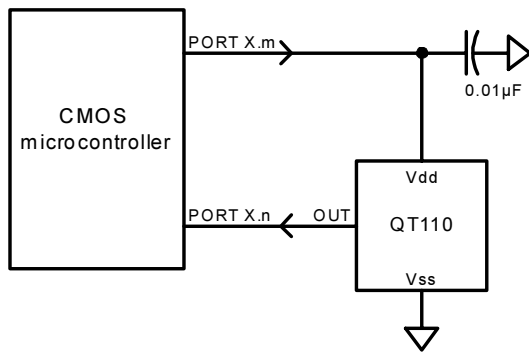 PORT X.m
0.01µF
CMOS
microcontroller
Vdd
PORT X.n
OUT
QT110
Vss